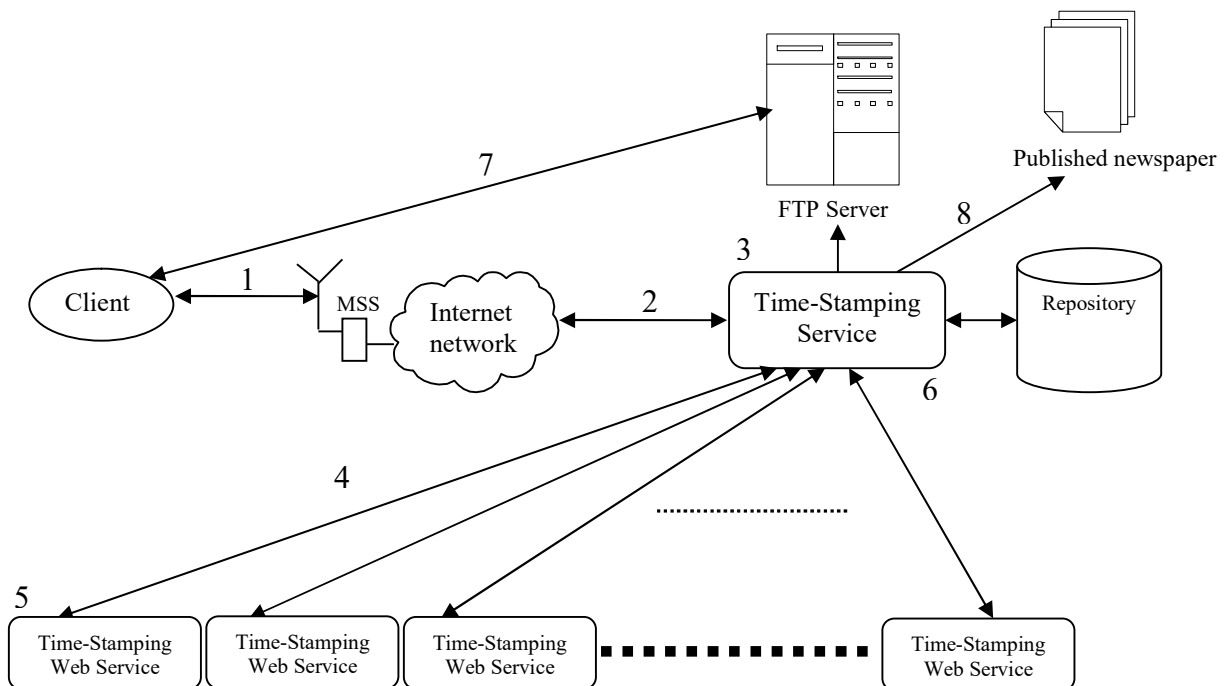 Published newspaper
7
FTP Server
8
3
1
MSS
Client
Internet
network
2
Time-Stamping
Service
Repository
6
4
5
Time-Stamping
Web Service
Time-Stamping
Web Service
Time-Stamping
Web Service
Time-Stamping
Web Service